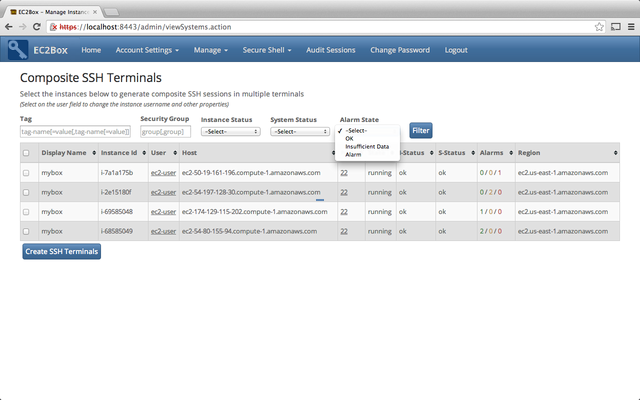 EC2Box - Manage Instanc
https://localhost:8443/admin/viewSystems.action
EC2Box Home Account Settings Manage Secure Shell Audit Sessions Change Password Logout
Composite SSH Terminals
Select the instances below to generate composite SSH sessions in multiple terminals
(Select on the user field to change the instance username and other properties)
Tag Security Group Instance Status System Status Alarm State
tag-name[=value[,tag-name[=value]] group[,group] -Select- -Select- ✓ -Select- Filter
OK
Insufficient Data
Alarm
Display Name Instance Id User Host I-Status S-Status Alarms Region
mybox i-7a1a175b ec2-user ec2-50-19-161-196.compute-1.amazonaws.com 22 running ok ok 0 / 0 / 1 ec2.us-east-1.amazonaws.com
mybox i-2e15180f ec2-user ec2-54-197-128-30.compute-1.amazonaws.com 22 running ok ok 0 / 2 / 0 ec2.us-east-1.amazonaws.com
mybox i-69585048 ec2-user ec2-174-129-115-202.compute-1.amazonaws.com 22 running ok ok 1 / 0 / 0 ec2.us-east-1.amazonaws.com
mybox i-68585049 ec2-user ec2-54-80-155-94.compute-1.amazonaws.com 22 running ok ok 2 / 0 / 0 ec2.us-east-1.amazonaws.com
Create SSH Terminals